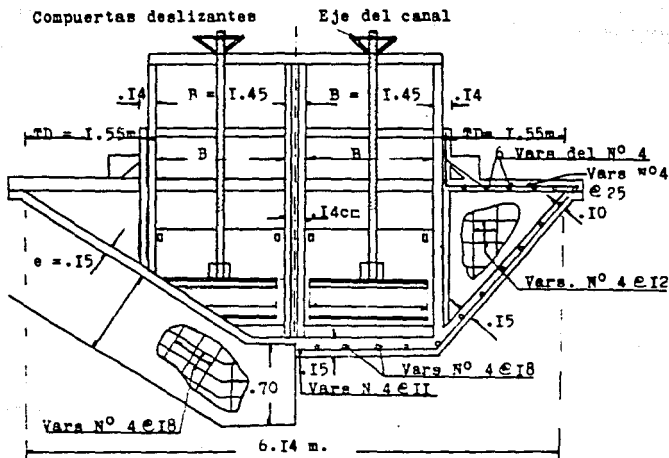 Compuertas deslizantes
Eje del canal
.I4
B = I.45
B = I.45
.I4
TD = I.55m
TD= I.55m
6 Vars del Nº 4
B
B
Vars Nº4
@ 25
.I4cm
.I0
e = .I5
Vars. Nº 4 @ I2
.I5
.I5
Vars Nº 4 @ I8
.70
Vars N 4 @ II
Vars Nº 4 @ I8
6.I4 m.